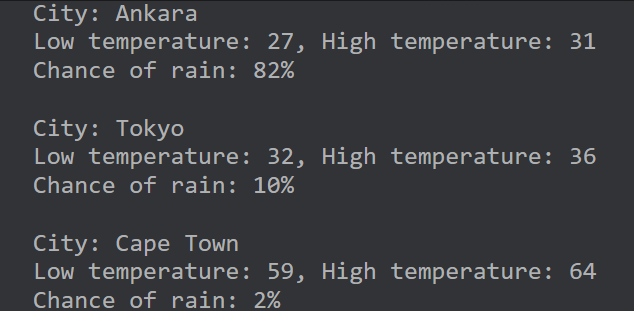 City: Ankara
Low temperature: 27, High temperature: 31
Chance of rain: 82%
City: Tokyo
Low temperature: 32, High temperature: 36
Chance of rain: 10%
City: Cape Town
Low temperature: 59, High temperature: 64
Chance of rain: 2%